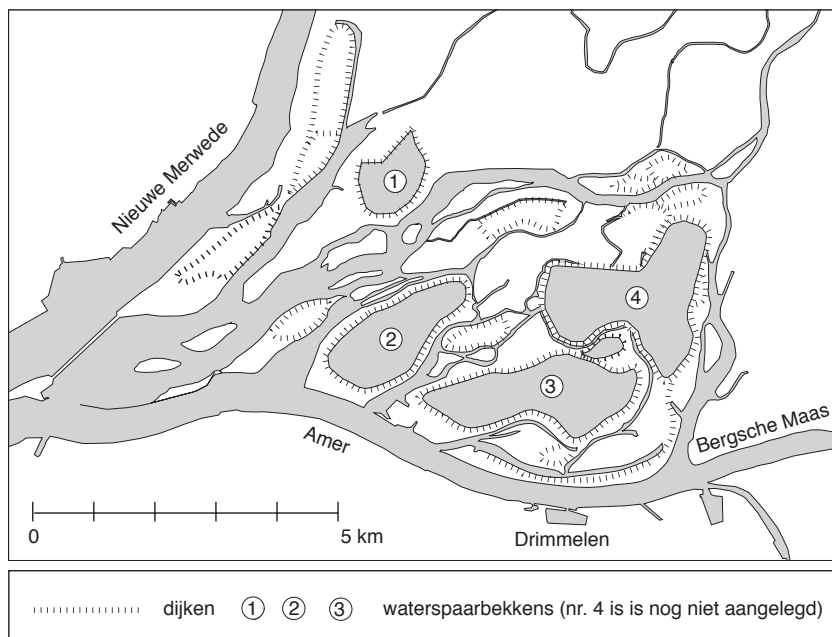 Nieuwe Merwede
1
4
2
3
Bergsche Maas
Amer
0
5 km
Drimmelen
dijken 1 2 3 waterspaarbekkens (nr. 4 is is nog niet aangelegd)